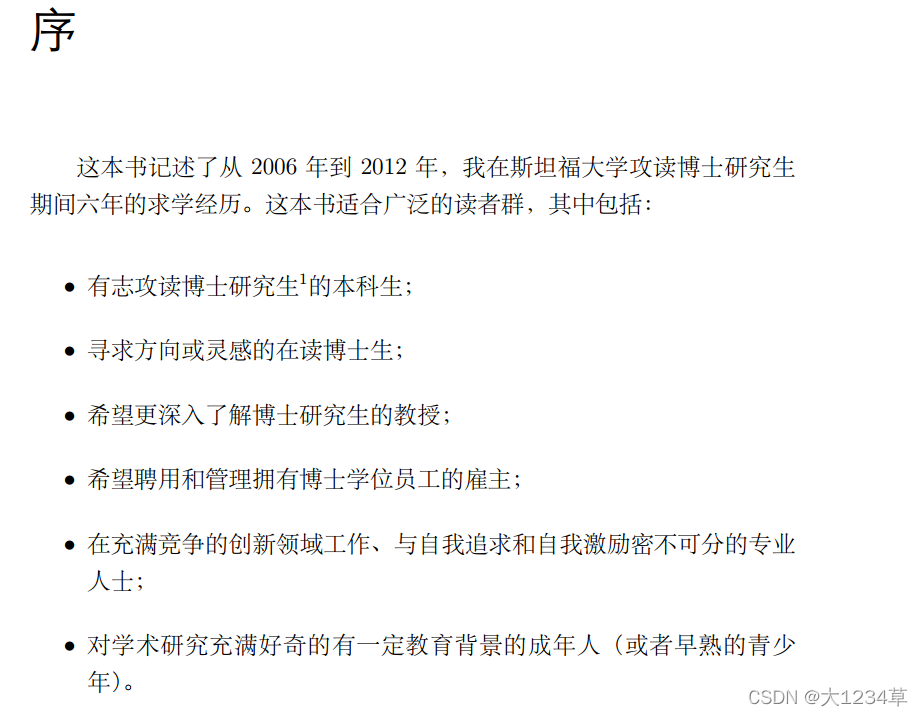 序
这本书记述了从 2006 年到 2012 年，我在斯坦福大学攻读博士研究生
期间六年的求学经历。这本书适合广泛的读者群，其中包括：
• 有志攻读博士研究生1的本科生；
• 寻求方向或灵感的在读博士生；
• 希望更深入了解博士研究生的教授；
• 希望聘用和管理拥有博士学位员工的雇主；
• 在充满竞争的创新领域工作、与自我追求和自我激励密不可分的专业
人士；
• 对学术研究充满好奇的有一定教育背景的成年人（或者早熟的青少
年）。
CSDN @大1234草